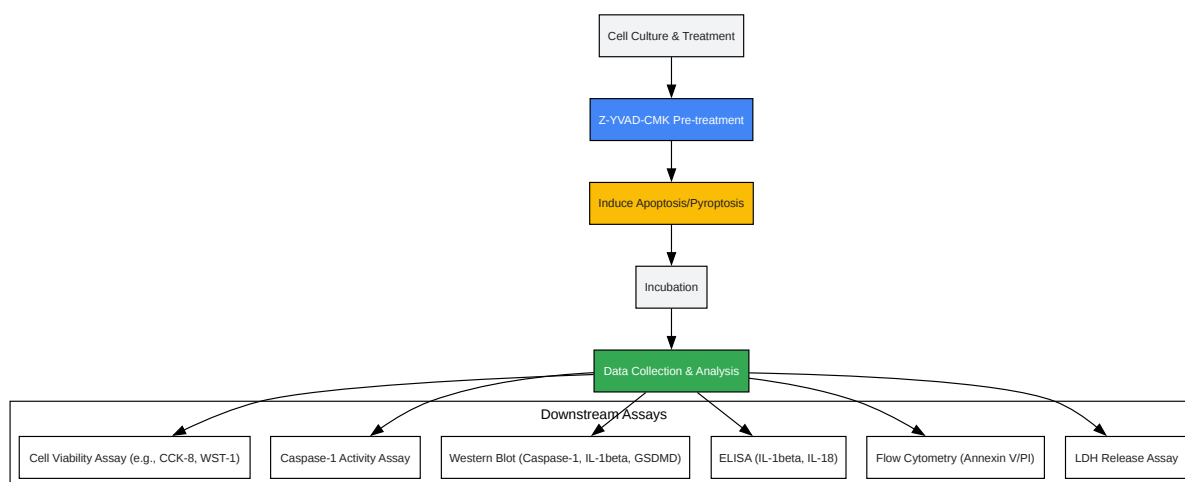 Cell Culture & Treatment
Z-YVAD-CMK Pre-treatment
Induce Apoptosis/Pyroptosis
Incubation
Data Collection & Analysis
Downstream Assays
Cell Viability Assay (e.g., CCK-8, WST-1)
Caspase-1 Activity Assay
Western Blot (Caspase-1, IL-1beta, GSDMD)
ELISA (IL-1beta, IL-18)
Flow Cytometry (Annexin V/PI)
LDH Release Assay